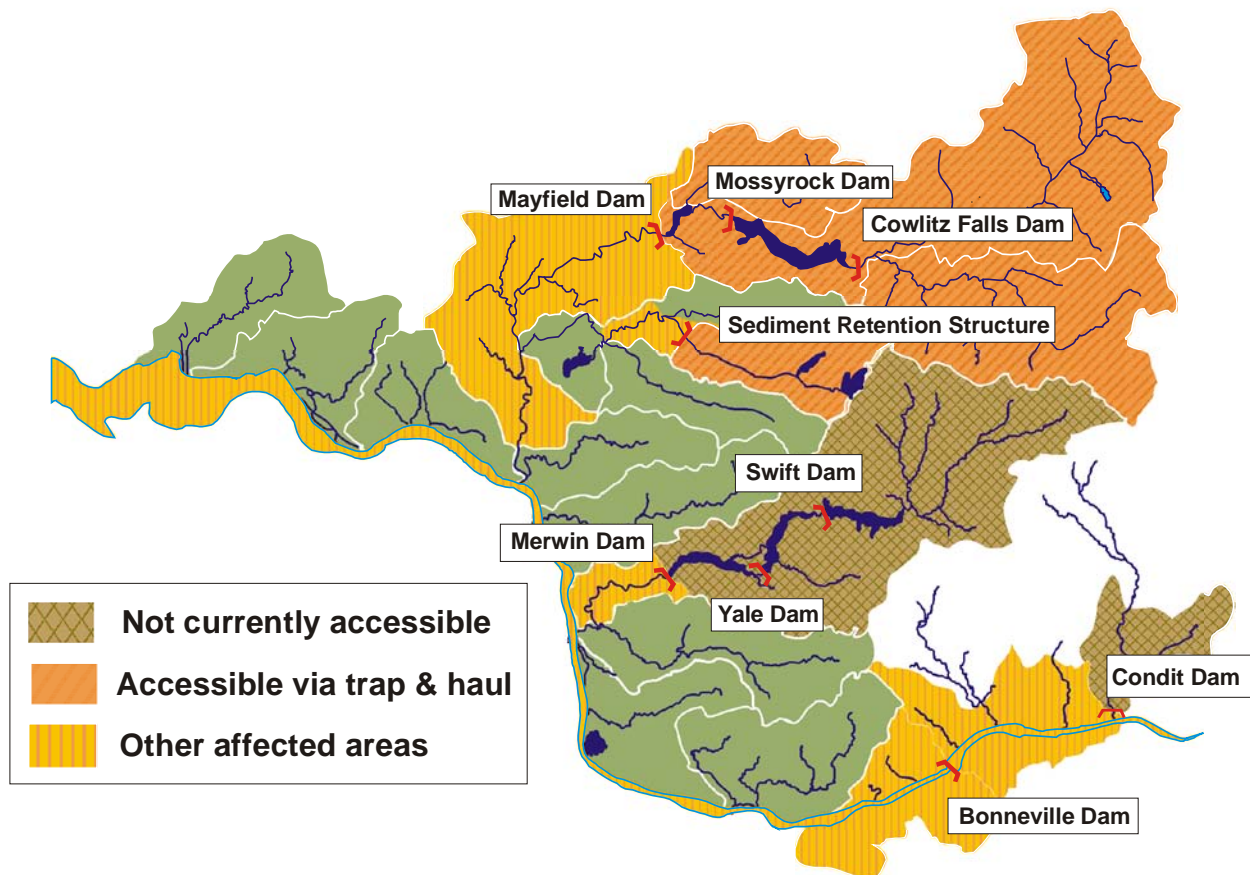 Mossyrock Dam
Mayfield Dam
Cowlitz Falls Dam
Sediment Retention Structure
Swift Dam
Merwin Dam
Yale Dam
Not currently accessible
Accessible via trap & haul
Other affected areas
Condit Dam
Bonneville Dam